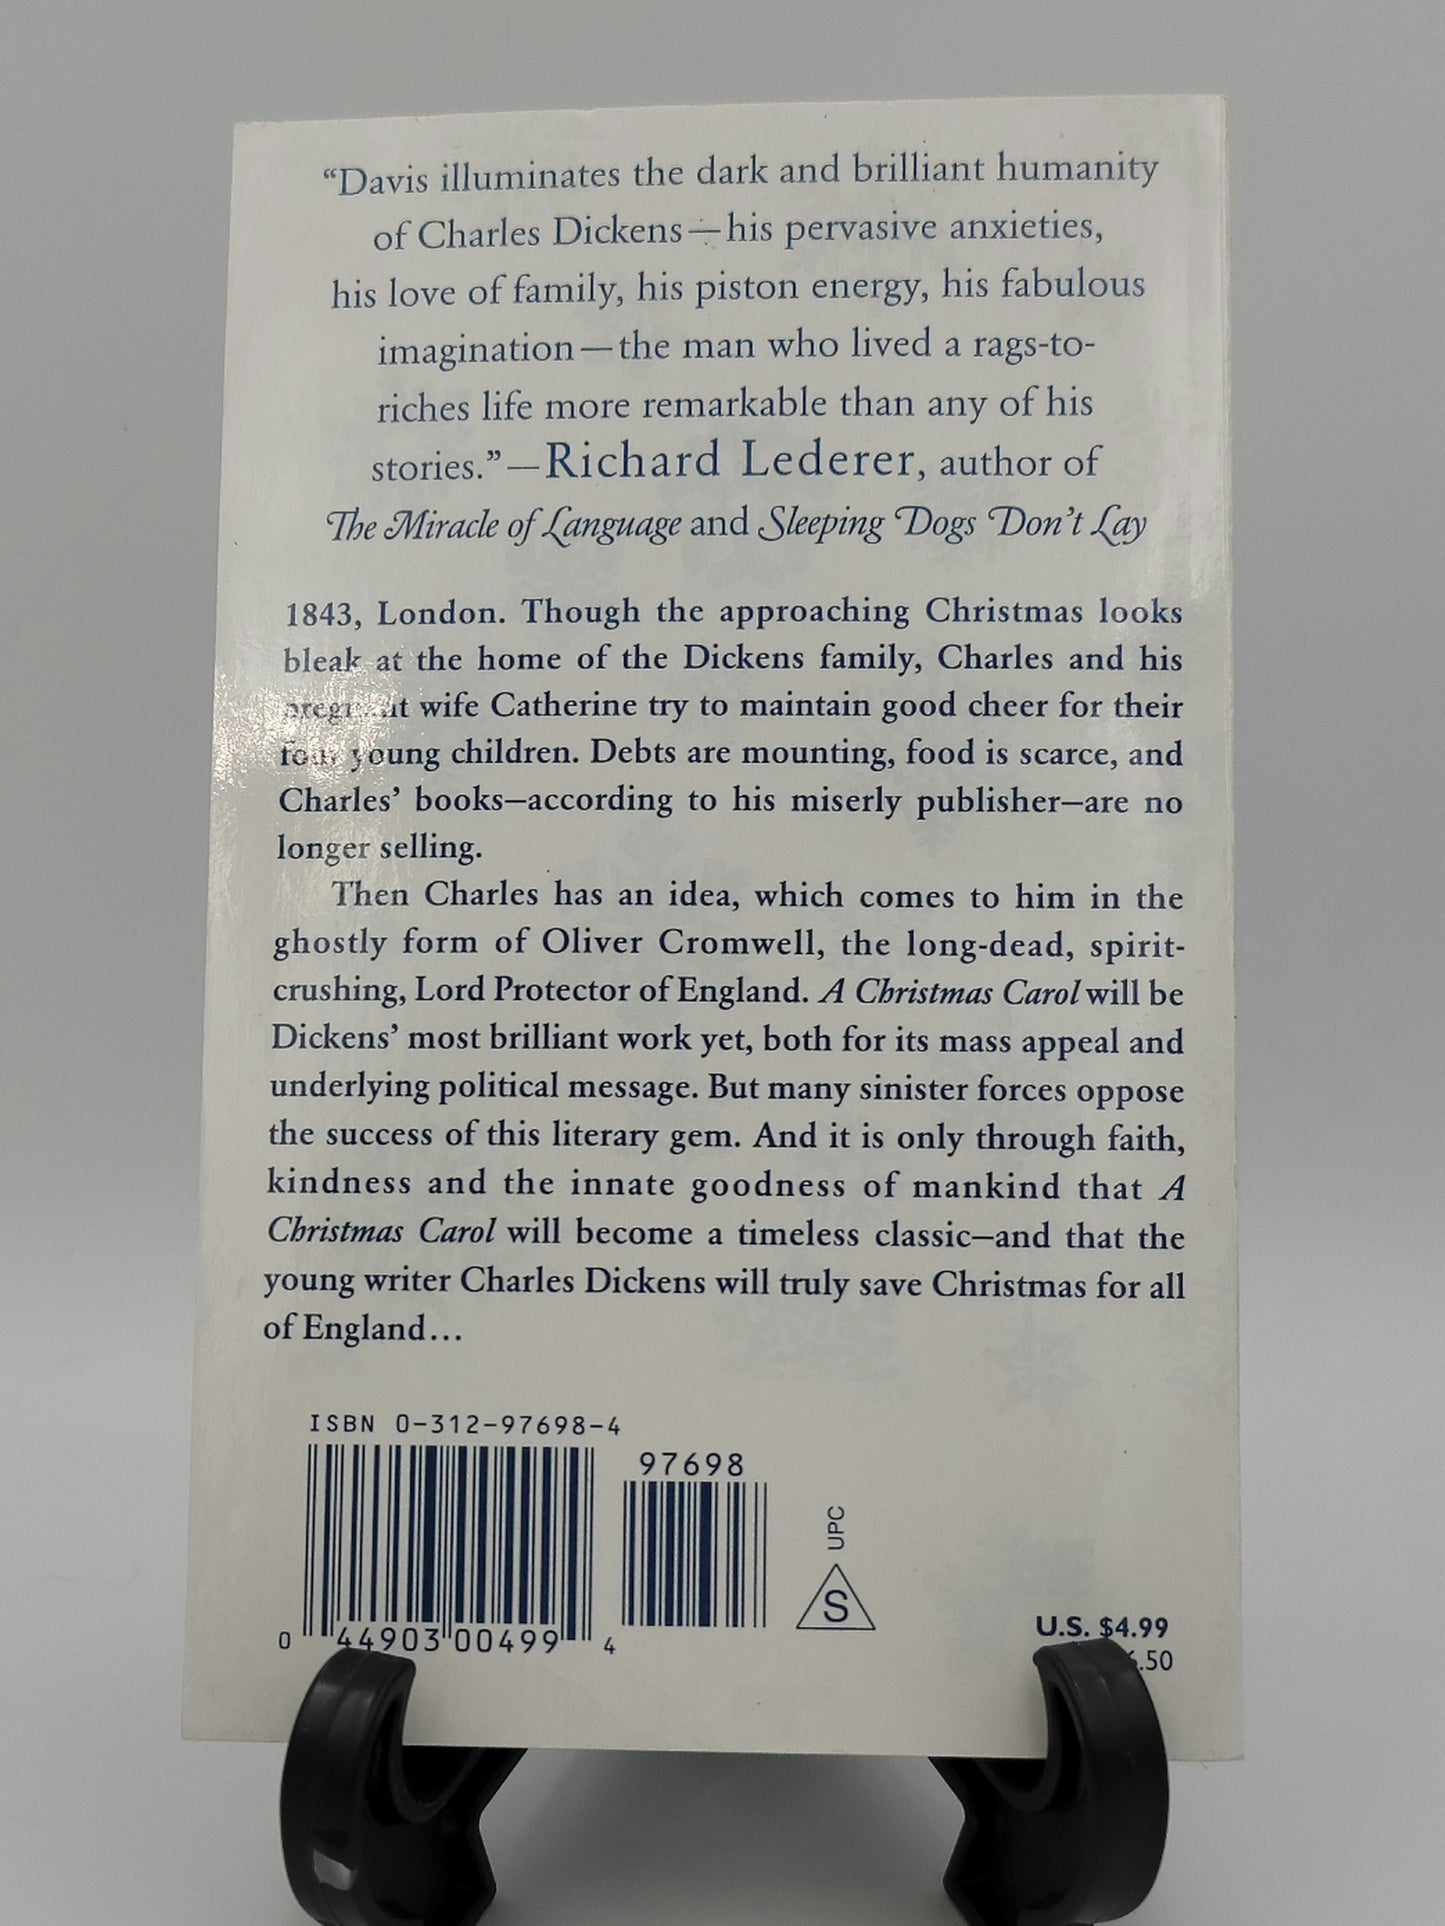 “Davis illuminates the dark and brilliant humanity
of Charles Dickens—his pervasive anxieties,
his love of family, his piston energy, his fabulous
imagination—the man who lived a rags-to-
riches life more remarkable than any of his
stories.”—Richard Lederer, author of
The Miracle of Language and Sleeping Dogs Don’t Lay
1843, London. Though the approaching Christmas looks
bleak at the home of the Dickens family, Charles and his
pregnant wife Catherine try to maintain good cheer for their
four young children. Debts are mounting, food is scarce, and
Charles’ books—according to his miserly publisher—are no
longer selling.
Then Charles has an idea, which comes to him in the
ghostly form of Oliver Cromwell, the long-dead, spirit-
crushing, Lord Protector of England. A Christmas Carol will be
Dickens’ most brilliant work yet, both for its mass appeal and
underlying political message. But many sinister forces oppose
the success of this literary gem. And it is only through faith,
kindness and the innate goodness of mankind that A
Christmas Carol will become a timeless classic—and that the
young writer Charles Dickens will truly save Christmas for all
of England...
ISBN 0-312-97698-4
97698
0 44903 00499 4
UPC
S
U.S. $4.99
.50